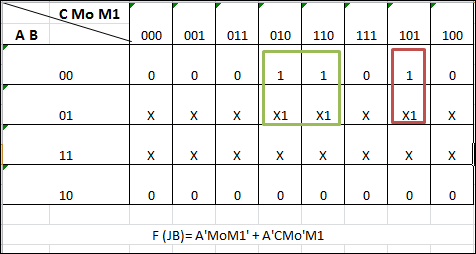 C Mo M1
A B 000 001 011 010 110 111 101 100
00 0 0 0 1 1 0 1 0
01 X X X X1 X1 X X1 X
11 X X X X X X X X
10 0 0 0 0 0 0 0 0
F (JB)= A'MoM1' + A'CMo'M1